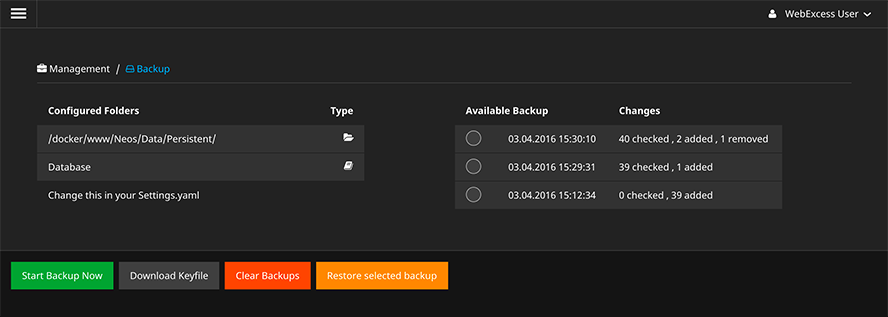 WebExcess User
Management / Backup
Configured Folders Type
/docker/www/Neos/Data/Persistent/
Database
Change this in your Settings.yaml
Available Backup Changes
03.04.2016 15:30:10 40 checked , 2 added , 1 removed
03.04.2016 15:29:31 39 checked , 1 added
03.04.2016 15:12:34 0 checked , 39 added
Start Backup Now Download Keyfile Clear Backups Restore selected backup